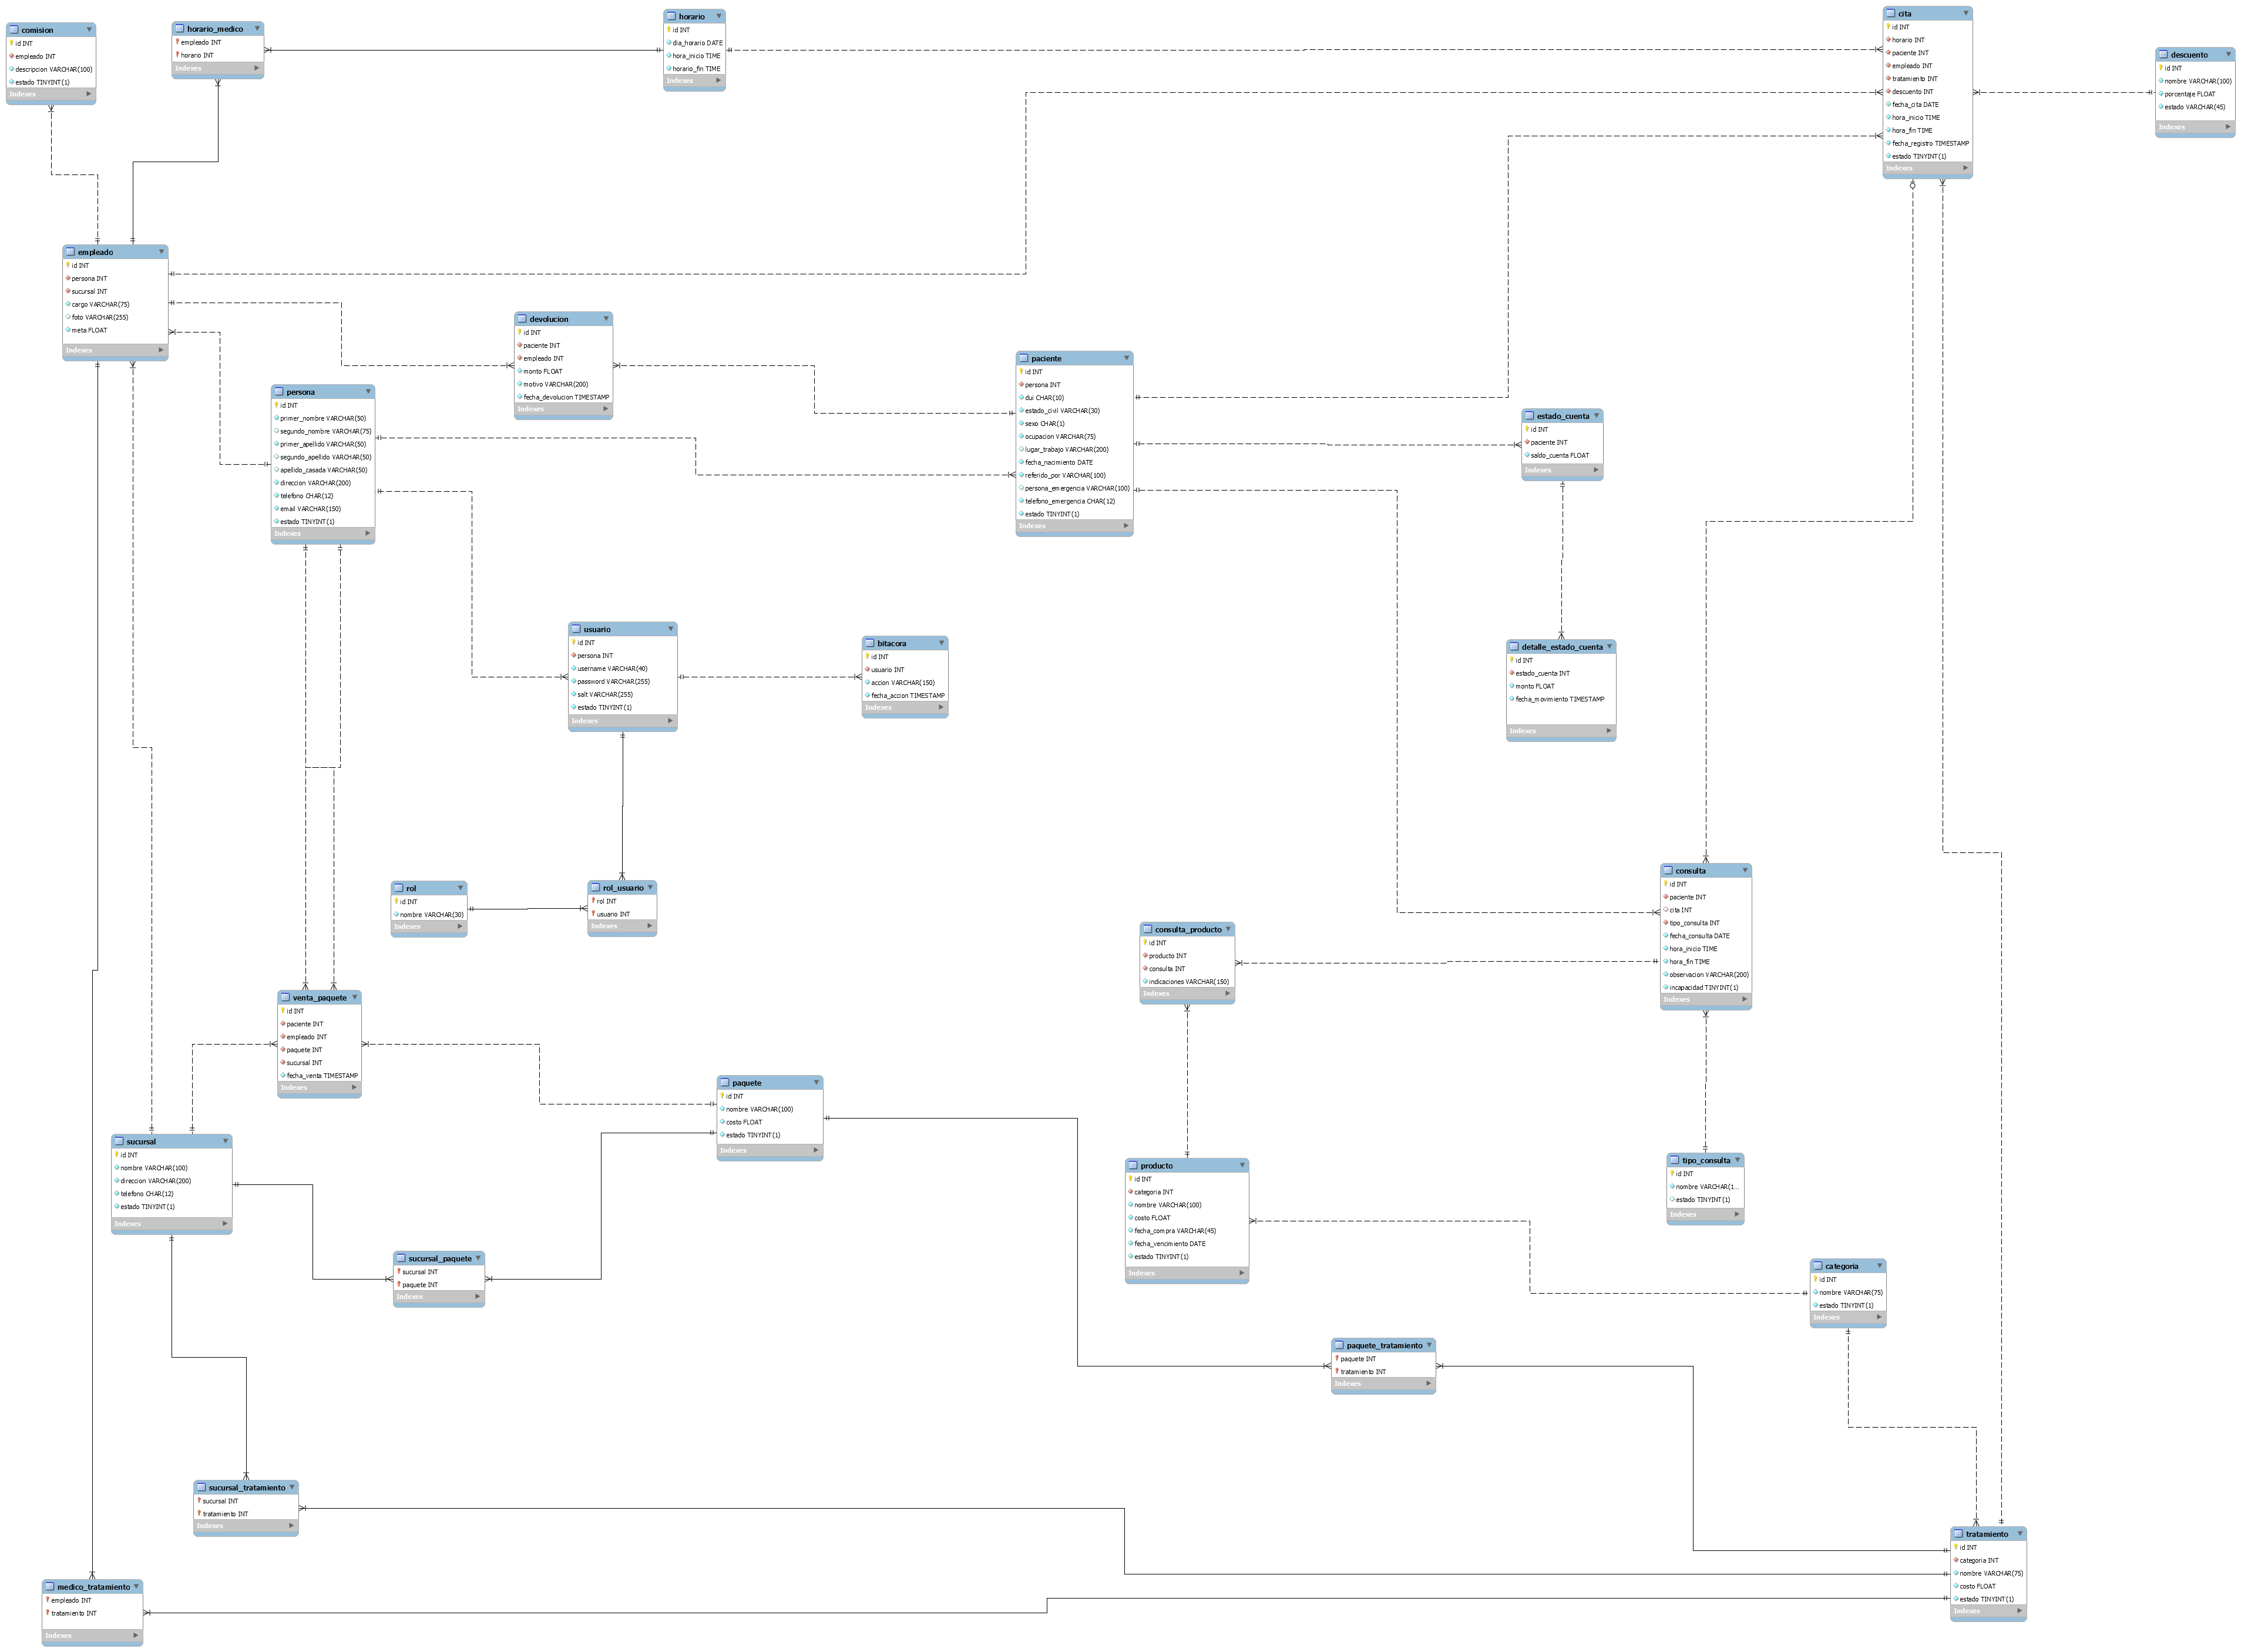 comision
id INT
empleado INT
descripcion VARCHAR(100)
estado TINYINT(1)
Indexes
horario_medico
empleado INT
horario INT
Indexes
horario
id INT
dia_horario DATE
hora_inicio TIME
horario_fin TIME
Indexes
cita
id INT
horario INT
paciente INT
empleado INT
tratamiento INT
descuento INT
fecha_cita DATE
hora_inicio TIME
hora_fin TIME
fecha_registro TIMESTAMP
estado TINYINT(1)
Indexes
descuento
id INT
nombre VARCHAR(100)
porcentaje FLOAT
estado VARCHAR(45)
Indexes
empleado
id INT
persona INT
sucursal INT
cargo VARCHAR(75)
foto VARCHAR(255)
meta FLOAT
Indexes
devolucion
id INT
paciente INT
empleado INT
monto FLOAT
motivo VARCHAR(200)
fecha_devolucion TIMESTAMP
Indexes
paciente
id INT
persona INT
dui CHAR(10)
estado_civil VARCHAR(30)
sexo CHAR(1)
ocupacion VARCHAR(75)
lugar_trabajo VARCHAR(200)
fecha_nacimiento DATE
referido_por VARCHAR(100)
persona_emergencia VARCHAR(100)
telefono_emergencia CHAR(12)
estado TINYINT(1)
Indexes
persona
id INT
primer_nombre VARCHAR(50)
segundo_nombre VARCHAR(75)
primer_apellido VARCHAR(50)
segundo_apellido VARCHAR(50)
apellido_casada VARCHAR(50)
direccion VARCHAR(200)
telefono CHAR(12)
email VARCHAR(150)
estado TINYINT(1)
Indexes
estado_cuenta
id INT
paciente INT
saldo_cuenta FLOAT
Indexes
usuario
id INT
persona INT
username VARCHAR(40)
password VARCHAR(255)
salt VARCHAR(255)
estado TINYINT(1)
Indexes
bitacora
id INT
usuario INT
accion VARCHAR(150)
fecha_accion TIMESTAMP
Indexes
detalle_estado_cuenta
id INT
estado_cuenta INT
monto FLOAT
fecha_movimiento TIMESTAMP
Indexes
rol
id INT
nombre VARCHAR(30)
Indexes
rol_usuario
rol INT
usuario INT
Indexes
consulta
id INT
paciente INT
cita INT
tipo_consulta INT
fecha_consulta DATE
hora_inicio TIME
hora_fin TIME
observacion VARCHAR(200)
incapacidad TINYINT(1)
Indexes
consulta_producto
id INT
producto INT
consulta INT
indicaciones VARCHAR(150)
Indexes
venta_paquete
id INT
paciente INT
empleado INT
paquete INT
sucursal INT
fecha_venta TIMESTAMP
Indexes
paquete
id INT
nombre VARCHAR(100)
costo FLOAT
estado TINYINT(1)
Indexes
sucursal
id INT
nombre VARCHAR(100)
direccion VARCHAR(200)
telefono CHAR(12)
estado TINYINT(1)
Indexes
producto
id INT
categoria INT
nombre VARCHAR(100)
costo FLOAT
fecha_compra VARCHAR(45)
fecha_vencimiento DATE
estado TINYINT(1)
Indexes
tipo_consulta
id INT
nombre VARCHAR(1...
estado TINYINT(1)
Indexes
sucursal_paquete
sucursal INT
paquete INT
Indexes
categoria
id INT
nombre VARCHAR(75)
estado TINYINT(1)
Indexes
paquete_tratamiento
paquete INT
tratamiento INT
Indexes
sucursal_tratamiento
sucursal INT
tratamiento INT
Indexes
tratamiento
id INT
categoria INT
nombre VARCHAR(75)
costo FLOAT
estado TINYINT(1)
Indexes
medico_tratamiento
empleado INT
tratamiento INT
Indexes